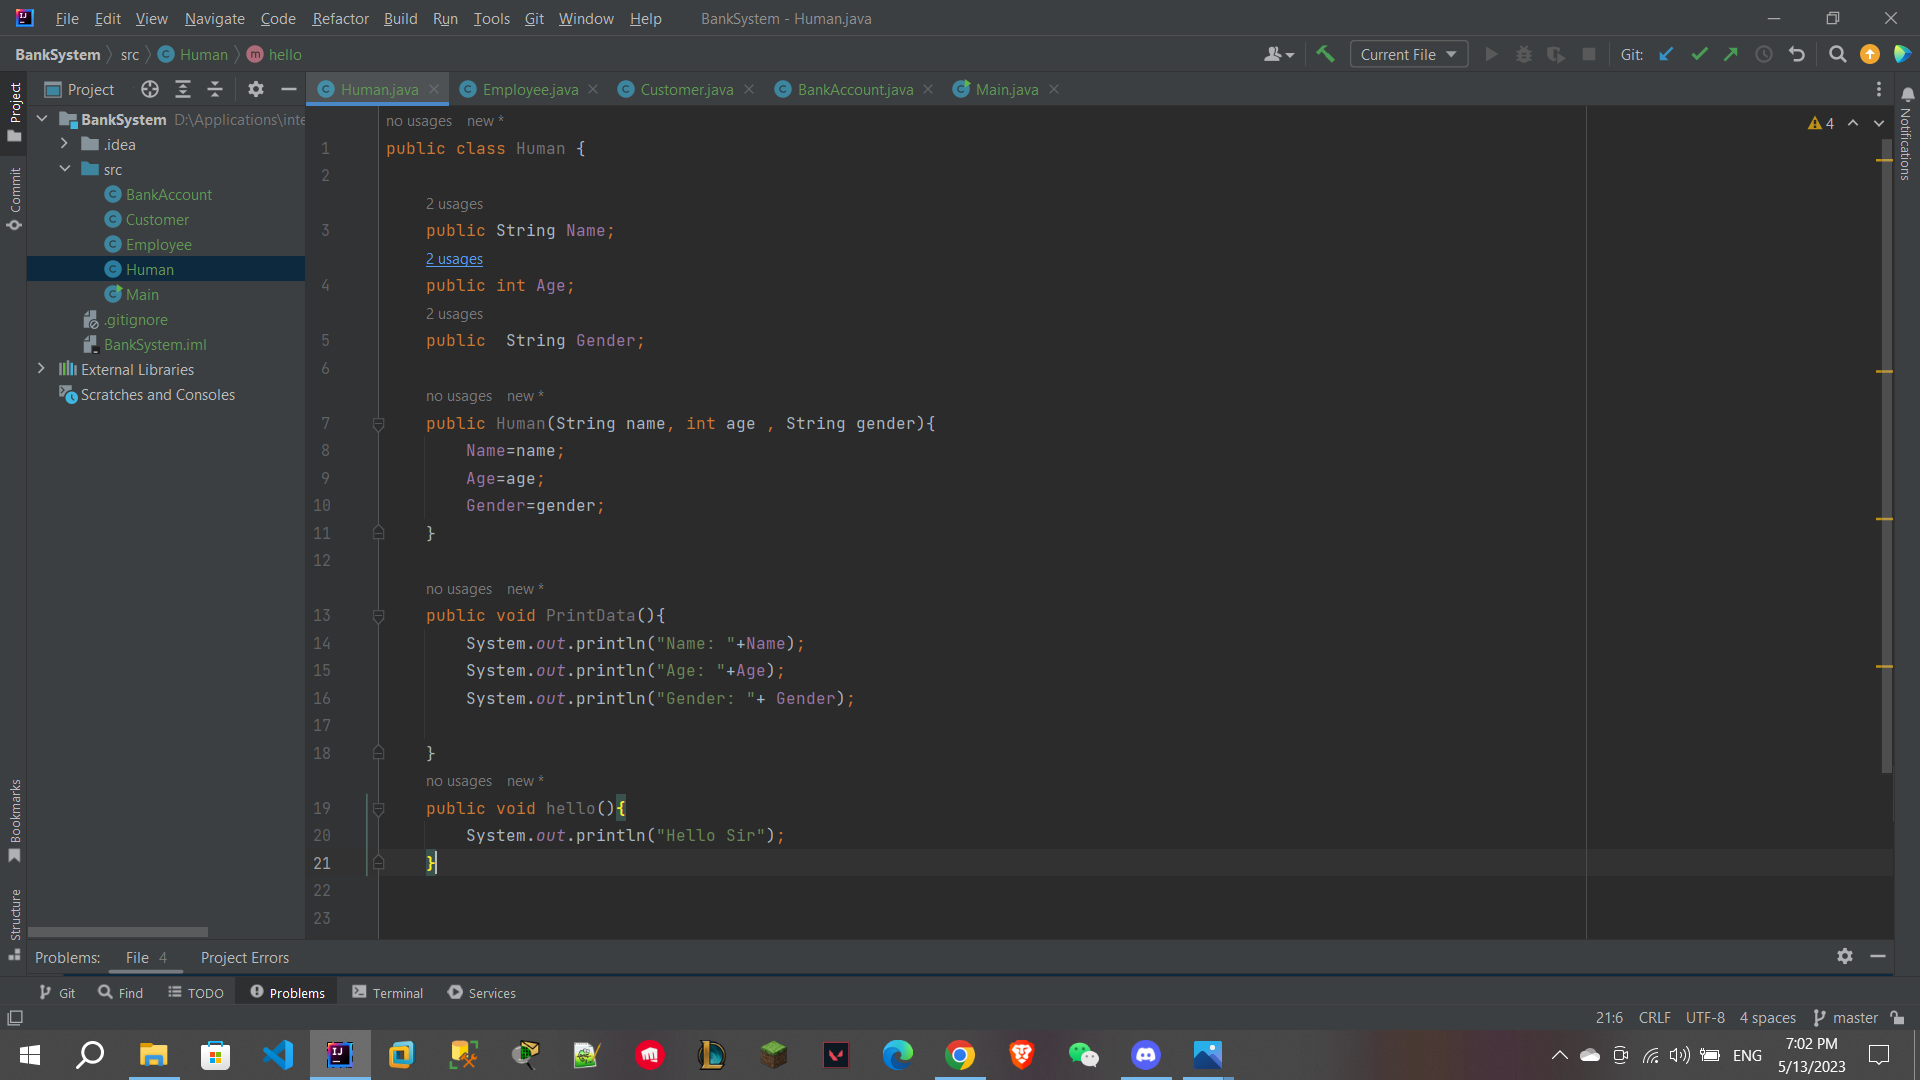 File Edit View Navigate Code Refactor Build Run Tools Git Window Help BankSystem - Human.java
BankSystem src Human hello Current File Git:
Project Human.java Employee.java Customer.java BankAccount.java Main.java
Project
Commit
Bookmarks
Structure
BankSystem D:\Applications\inte
.idea
src
BankAccount
Customer
Employee
Human
Main
.gitignore
BankSystem.iml
External Libraries
Scratches and Consoles
no usages new *
1 public class Human {
2
2 usages
3 public String Name;
2 usages
4 public int Age;
2 usages
5 public  String Gender;
6
no usages new *
7 public Human(String name, int age , String gender){
8 Name=name;
9 Age=age;
10 Gender=gender;
11 }
12
no usages new *
13 public void PrintData(){
14 System.out.println("Name: "+Name);
15 System.out.println("Age: "+Age);
16 System.out.println("Gender: "+ Gender);
17
18 }
no usages new *
19 public void hello(){
20 System.out.println("Hello Sir");
21 }
22
23
4
Notifications
Problems: File 4 Project Errors
Git Find TODO Problems Terminal Services
21:6 CRLF UTF-8 4 spaces master
ENG
7:02 PM
5/13/2023